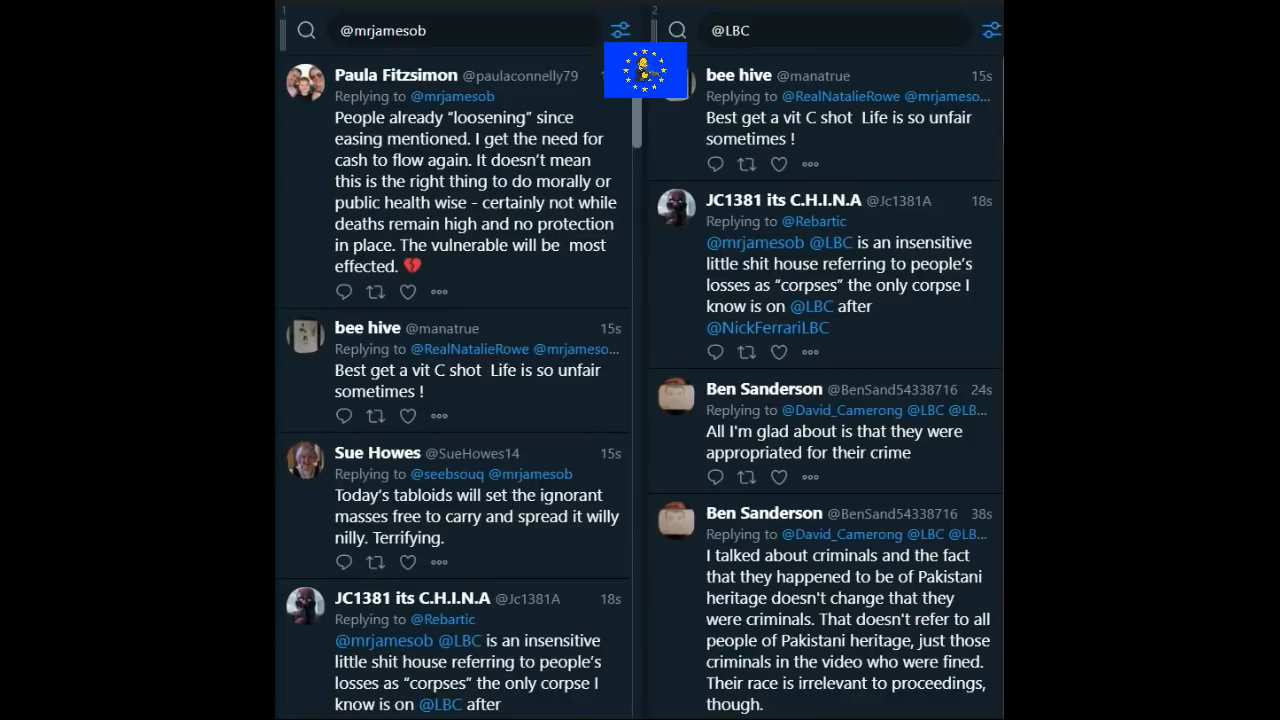 1
@mrjamesob
Paula Fitzsimon @paulaconnelly79
Replying to @mrjamesob
People already “loosening” since
easing mentioned. I get the need for
cash to flow again. It doesn’t mean
this is the right thing to do morally or
public health wise - certainly not while
deaths remain high and no protection
in place. The vulnerable will be most
effected. 💔
bee hive @manatrue 15s
Replying to @RealNatalieRowe @mrjameso...
Best get a vit C shot Life is so unfair
sometimes !
Sue Howes @SueHowes14 15s
Replying to @seebsouq @mrjamesob
Today’s tabloids will set the ignorant
masses free to carry and spread it willy
nilly. Terrifying.
JC1381 its C.H.I.N.A @Jc1381A 18s
Replying to @Rebartic
@mrjamesob @LBC is an insensitive
little shit house referring to people’s
losses as “corpses” the only corpse I
know is on @LBC after
2
@LBC
bee hive @manatrue 15s
Replying to @RealNatalieRowe @mrjameso...
Best get a vit C shot Life is so unfair
sometimes !
JC1381 its C.H.I.N.A @Jc1381A 18s
Replying to @Rebartic
@mrjamesob @LBC is an insensitive
little shit house referring to people’s
losses as “corpses” the only corpse I
know is on @LBC after
@NickFerrariLBC
Ben Sanderson @BenSand54338716 24s
Replying to @David_Camerong @LBC @LB...
All I'm glad about is that they were
appropriated for their crime
Ben Sanderson @BenSand54338716 38s
Replying to @David_Camerong @LBC @LB...
I talked about criminals and the fact
that they happened to be of Pakistani
heritage doesn't change that they
were criminals. That doesn't refer to all
people of Pakistani heritage, just those
criminals in the video who were fined.
Their race is irrelevant to proceedings,
though.